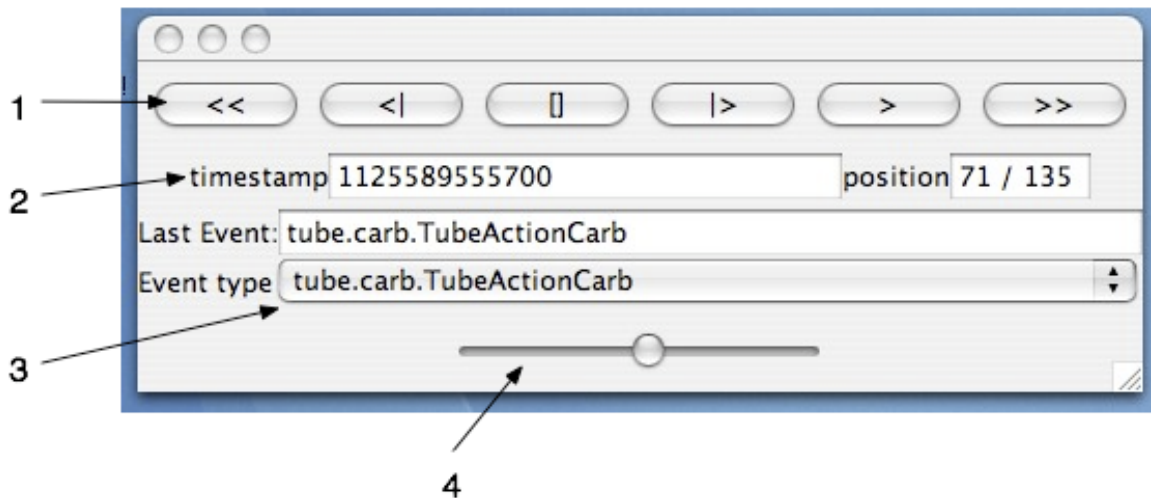 1 << <| [] |> > >>
2 timestamp 1125589555700 position 71 / 135
Last Event: tube.carb.TubeActionCarb
Event type tube.carb.TubeActionCarb
3
4